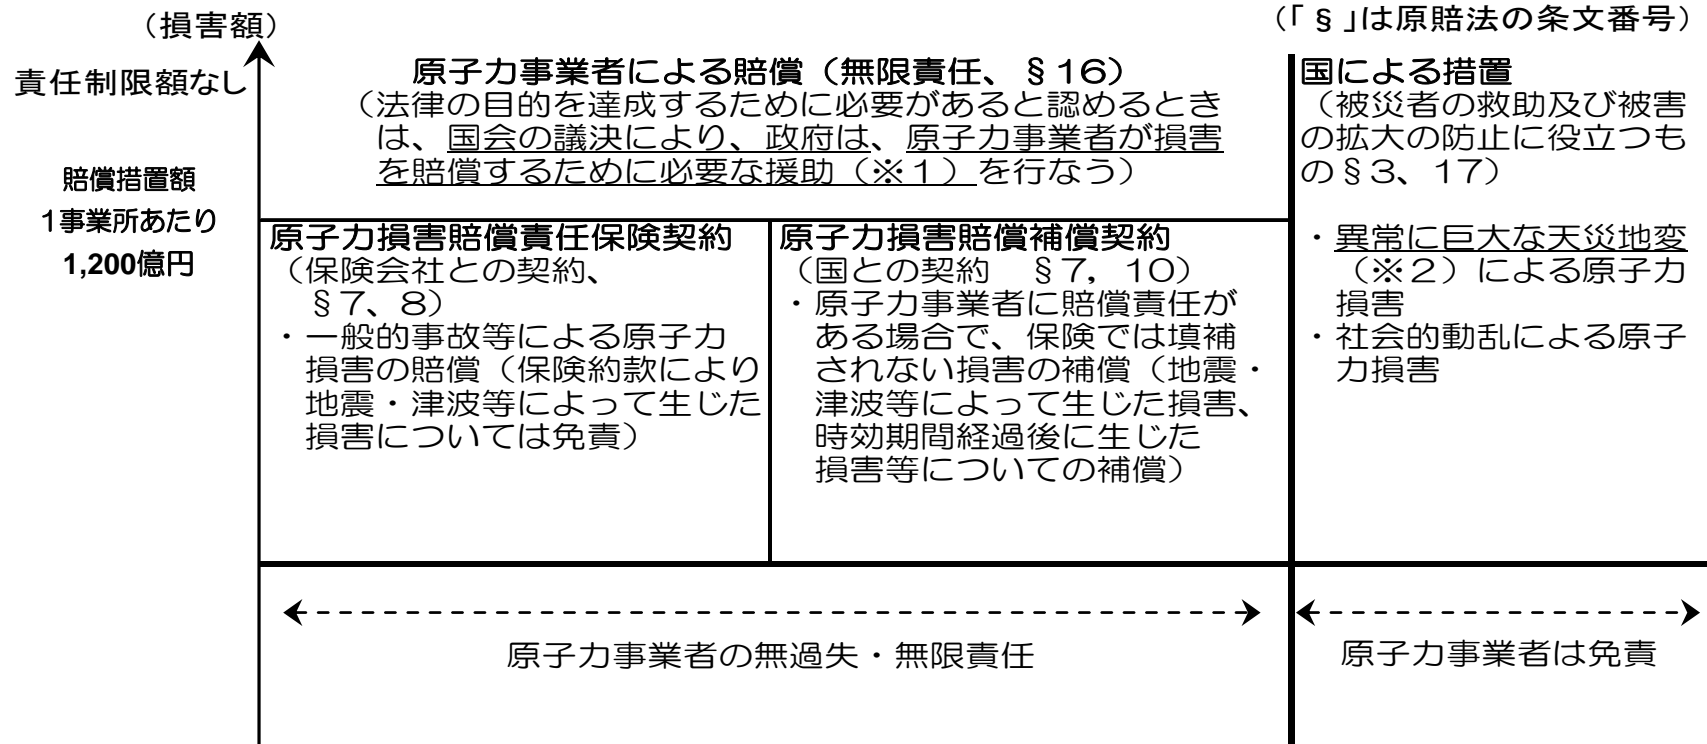 （損害額）
（「§」は原賠法の条文番号）
責任制限額なし
賠償措置額
1事業所あたり
1,200億円
原子力事業者による賠償（無限責任、§16）
（法律の目的を達成するために必要があると認めるとき
は、国会の議決により、政府は、原子力事業者が損害
を賠償するために必要な援助（※1）を行なう）
原子力損害賠償責任保険契約
（保険会社との契約、
§7、8）
・一般的事故等による原子力
損害の賠償（保険約款により
地震・津波等によって生じた
損害については免責）
原子力損害賠償補償契約
（国との契約　§7，10）
・原子力事業者に賠償責任が
ある場合で、保険では填補
されない損害の補償（地震・
津波等によって生じた損害、
時効期間経過後に生じた
損害等についての補償）
国による措置
（被災者の救助及び被害
の拡大の防止に役立つも
の§3、17）
・異常に巨大な天災地変
（※2）による原子力
損害
・社会的動乱による原子
力損害
原子力事業者の無過失・無限責任
原子力事業者は免責